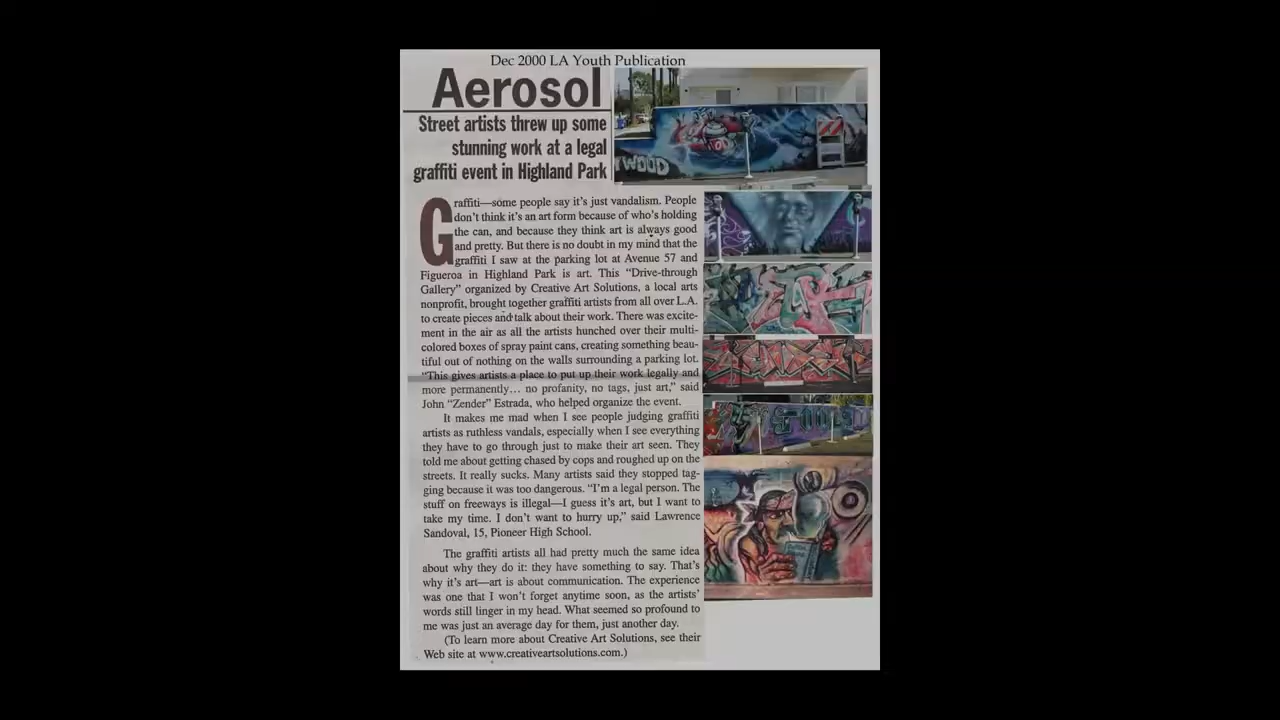 Dec 2000 LA Youth Publication
Aerosol
Street artists threw up some
stunning work at a legal
graffiti event in Highland Park
YWOOD
Graffiti—some people say it's just vandalism. People
don't think it's an art form because of who's holding
the can, and because they think art is always good
and pretty. But there is no doubt in my mind that the
graffiti I saw at the parking lot at Avenue 57 and
Figueroa in Highland Park is art. This “Drive-through
Gallery” organized by Creative Art Solutions, a local arts
nonprofit, brought together graffiti artists from all over L.A.
to create pieces and talk about their work. There was excite-
ment in the air as all the artists hunched over their multi-
colored boxes of spray paint cans, creating something beau-
tiful out of nothing on the walls surrounding a parking lot.
“This gives artists a place to put up their work legally and
more permanently… no profanity, no tags, just art,” said
John “Zender” Estrada, who helped organize the event.
It makes me mad when I see people judging graffiti
artists as ruthless vandals, especially when I see everything
they have to go through just to make their art seen. They
told me about getting chased by cops and roughed up on the
streets. It really sucks. Many artists said they stopped tag-
ging because it was too dangerous. “I'm a legal person. The
stuff on freeways is illegal—I guess it's art, but I want to
take my time. I don't want to hurry up,” said Lawrence
Sandoval, 15, Pioneer High School.
The graffiti artists all had pretty much the same idea
about why they do it: they have something to say. That's
why it's art—art is about communication. The experience
was one that I won't forget anytime soon, as the artists'
words still linger in my head. What seemed so profound to
me was just an average day for them, just another day.
(To learn more about Creative Art Solutions, see their
Web site at www.creativeartsolutions.com.)